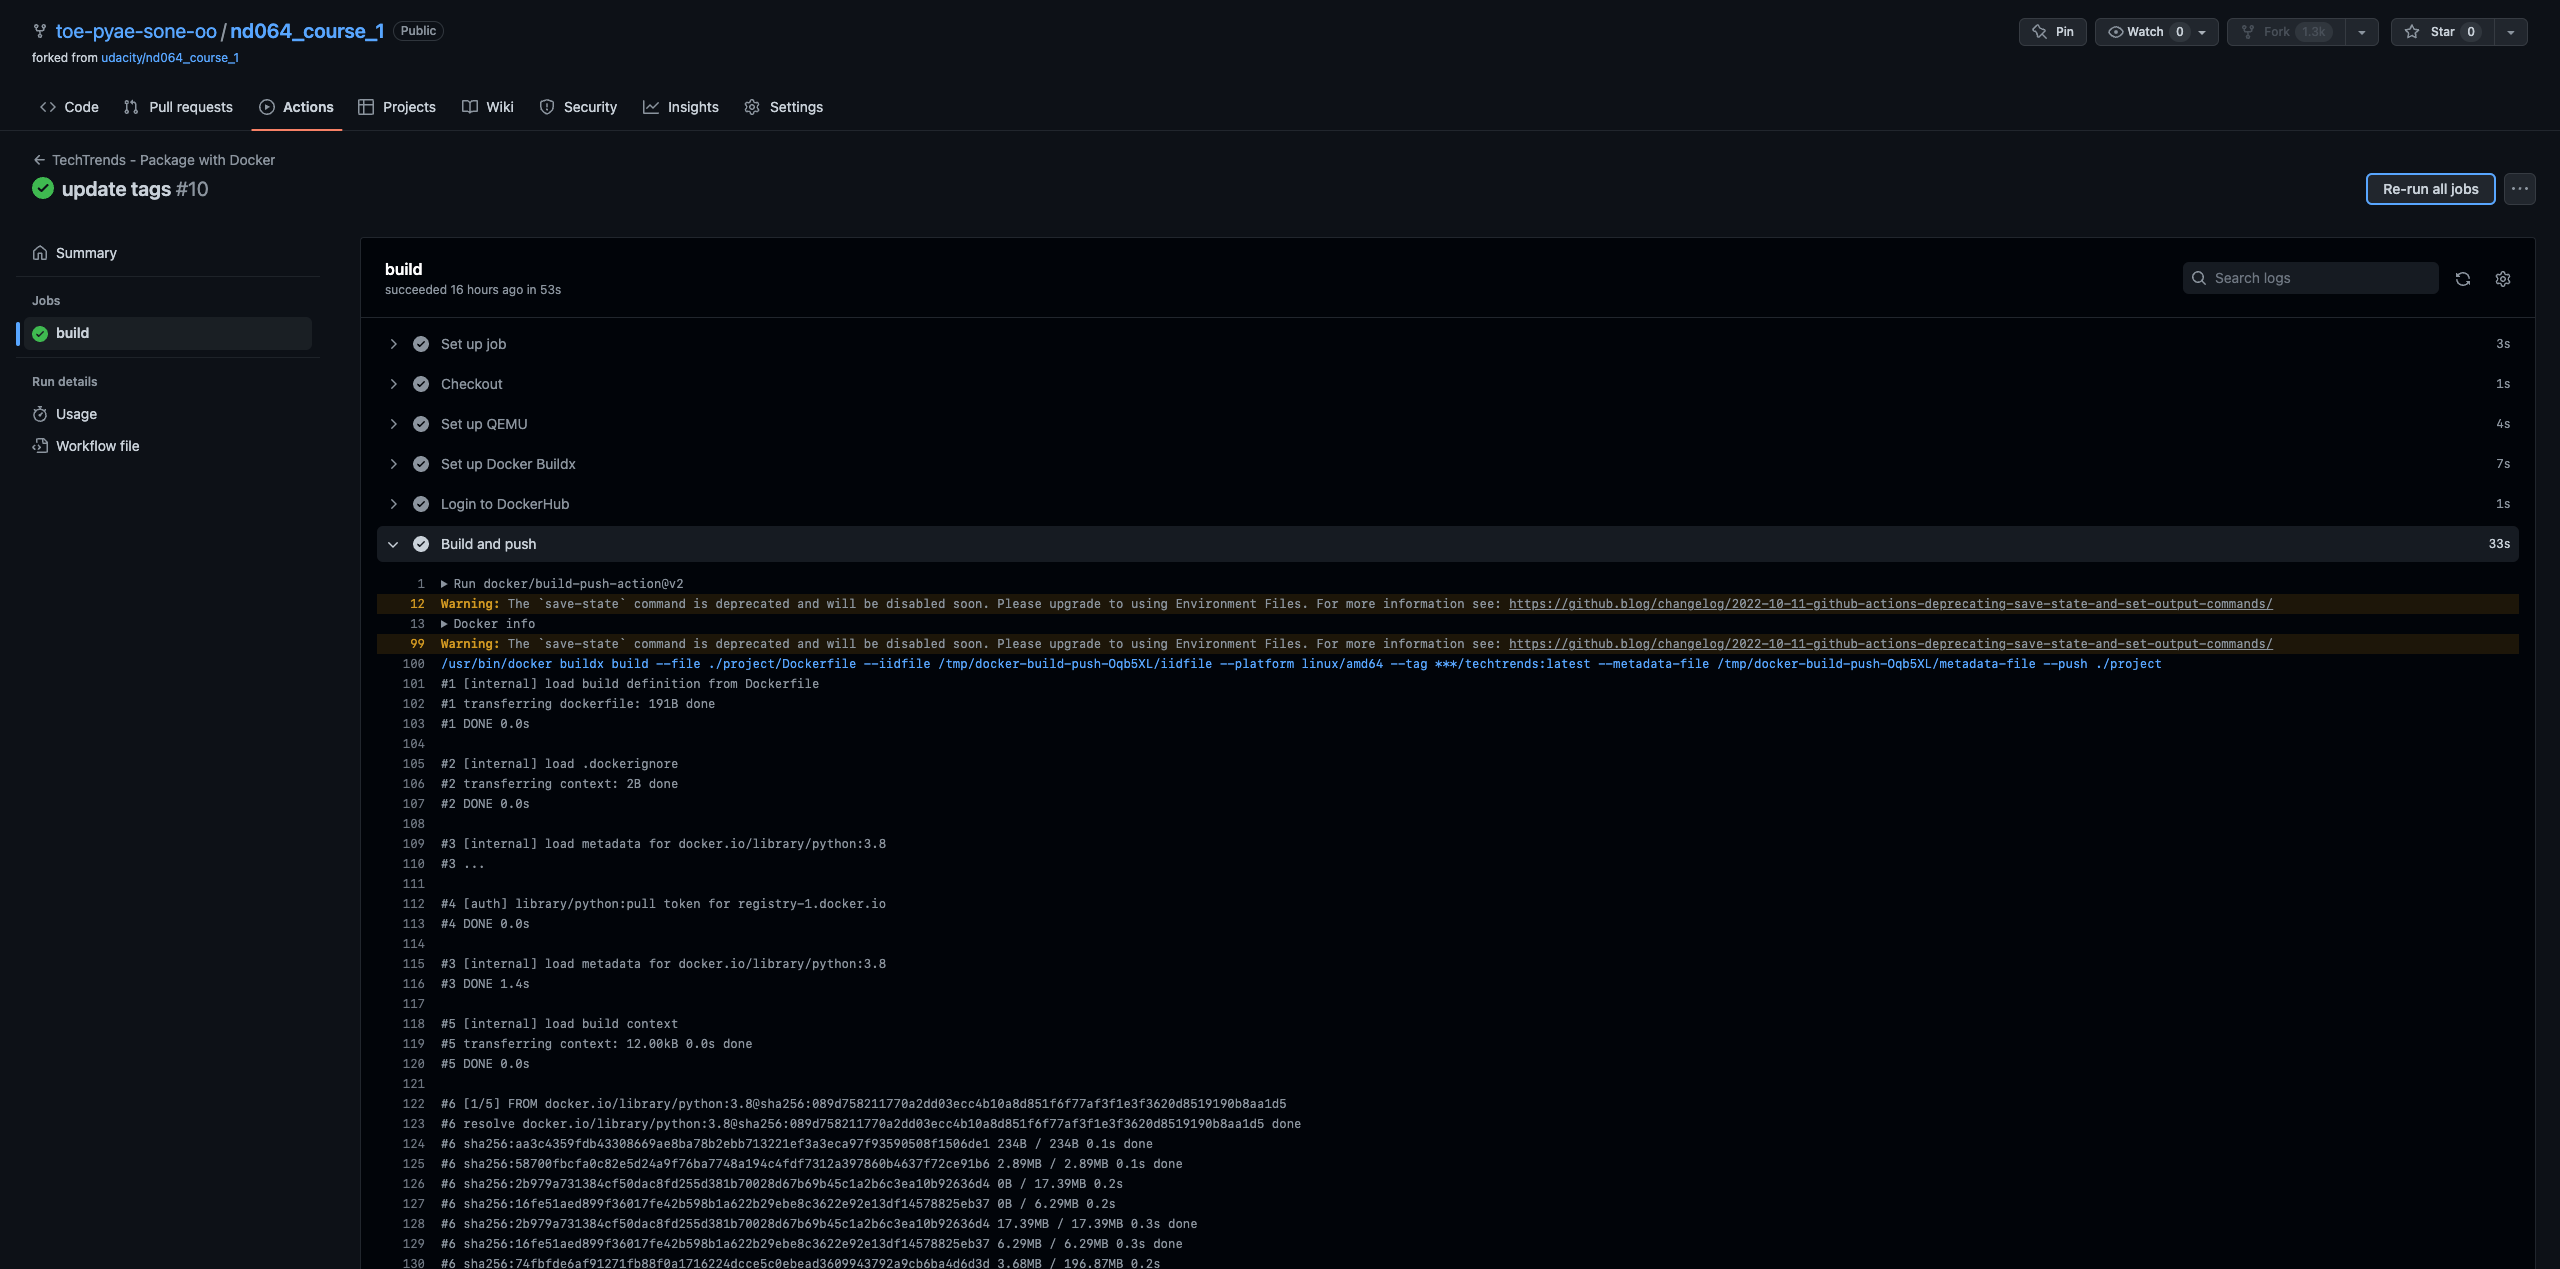 toe-pyae-sone-oo / nd064_course_1 Public
Pin Watch 0 Fork 1.3k Star 0
forked from udacity/nd064_course_1
Code Pull requests Actions Projects Wiki Security Insights Settings
TechTrends - Package with Docker
update tags #10
Re-run all jobs
Summary
Jobs
build
Run details
Usage
Workflow file
build
succeeded 16 hours ago in 53s
Search logs
Set up job 3s
Checkout 1s
Set up QEMU 4s
Set up Docker Buildx 7s
Login to DockerHub 1s
Build and push 33s
1 Run docker/build-push-action@v2
12 Warning: The `save-state` command is deprecated and will be disabled soon. Please upgrade to using Environment Files. For more information see: https://github.blog/changelog/2022-10-11-github-actions-deprecating-save-state-and-set-output-commands/
13 Docker info
99 Warning: The `save-state` command is deprecated and will be disabled soon. Please upgrade to using Environment Files. For more information see: https://github.blog/changelog/2022-10-11-github-actions-deprecating-save-state-and-set-output-commands/
100 /usr/bin/docker buildx build --file ./project/Dockerfile --iidfile /tmp/docker-build-push-Oqb5XL/iidfile --platform linux/amd64 --tag ***/techtrends:latest --metadata-file /tmp/docker-build-push-Oqb5XL/metadata-file --push ./project
101 #1 [internal] load build definition from Dockerfile
102 #1 transferring dockerfile: 191B done
103 #1 DONE 0.0s
104
105 #2 [internal] load .dockerignore
106 #2 transferring context: 2B done
107 #2 DONE 0.0s
108
109 #3 [internal] load metadata for docker.io/library/python:3.8
110 #3 ...
111
112 #4 [auth] library/python:pull token for registry-1.docker.io
113 #4 DONE 0.0s
114
115 #3 [internal] load metadata for docker.io/library/python:3.8
116 #3 DONE 1.4s
117
118 #5 [internal] load build context
119 #5 transferring context: 12.00kB 0.0s done
120 #5 DONE 0.0s
121
122 #6 [1/5] FROM docker.io/library/python:3.8@sha256:089d758211770a2dd03ecc4b10a8d851f6f77af3f1e3f3620d8519190b8aa1d5
123 #6 resolve docker.io/library/python:3.8@sha256:089d758211770a2dd03ecc4b10a8d851f6f77af3f1e3f3620d8519190b8aa1d5 done
124 #6 sha256:aa3c4359fdb43308669ae8ba78b2ebb713221ef3a3eca97f93590508f1506de1 234B / 234B 0.1s done
125 #6 sha256:58700fbcfa0c82e5d24a9f76ba7748a194c4fdf7312a397860b4637f72ce91b6 2.89MB / 2.89MB 0.1s done
126 #6 sha256:2b979a731384cf50dac8fd255d381b70028d67b69b45c1a2b6c3ea10b92636d4 0B / 17.39MB 0.2s
127 #6 sha256:16fe51aed899f36017fe42b598b1a622b29ebe8c3622e92e13df14578825eb37 0B / 6.29MB 0.2s
128 #6 sha256:2b979a731384cf50dac8fd255d381b70028d67b69b45c1a2b6c3ea10b92636d4 17.39MB / 17.39MB 0.3s done
129 #6 sha256:16fe51aed899f36017fe42b598b1a622b29ebe8c3622e92e13df14578825eb37 6.29MB / 6.29MB 0.3s done
130 #6 sha256:74fbfde6af91271fb88f0a1716224dcce5c0ebead3609943792a9cb6ba4d6d3d 3.68MB / 196.87MB 0.2s